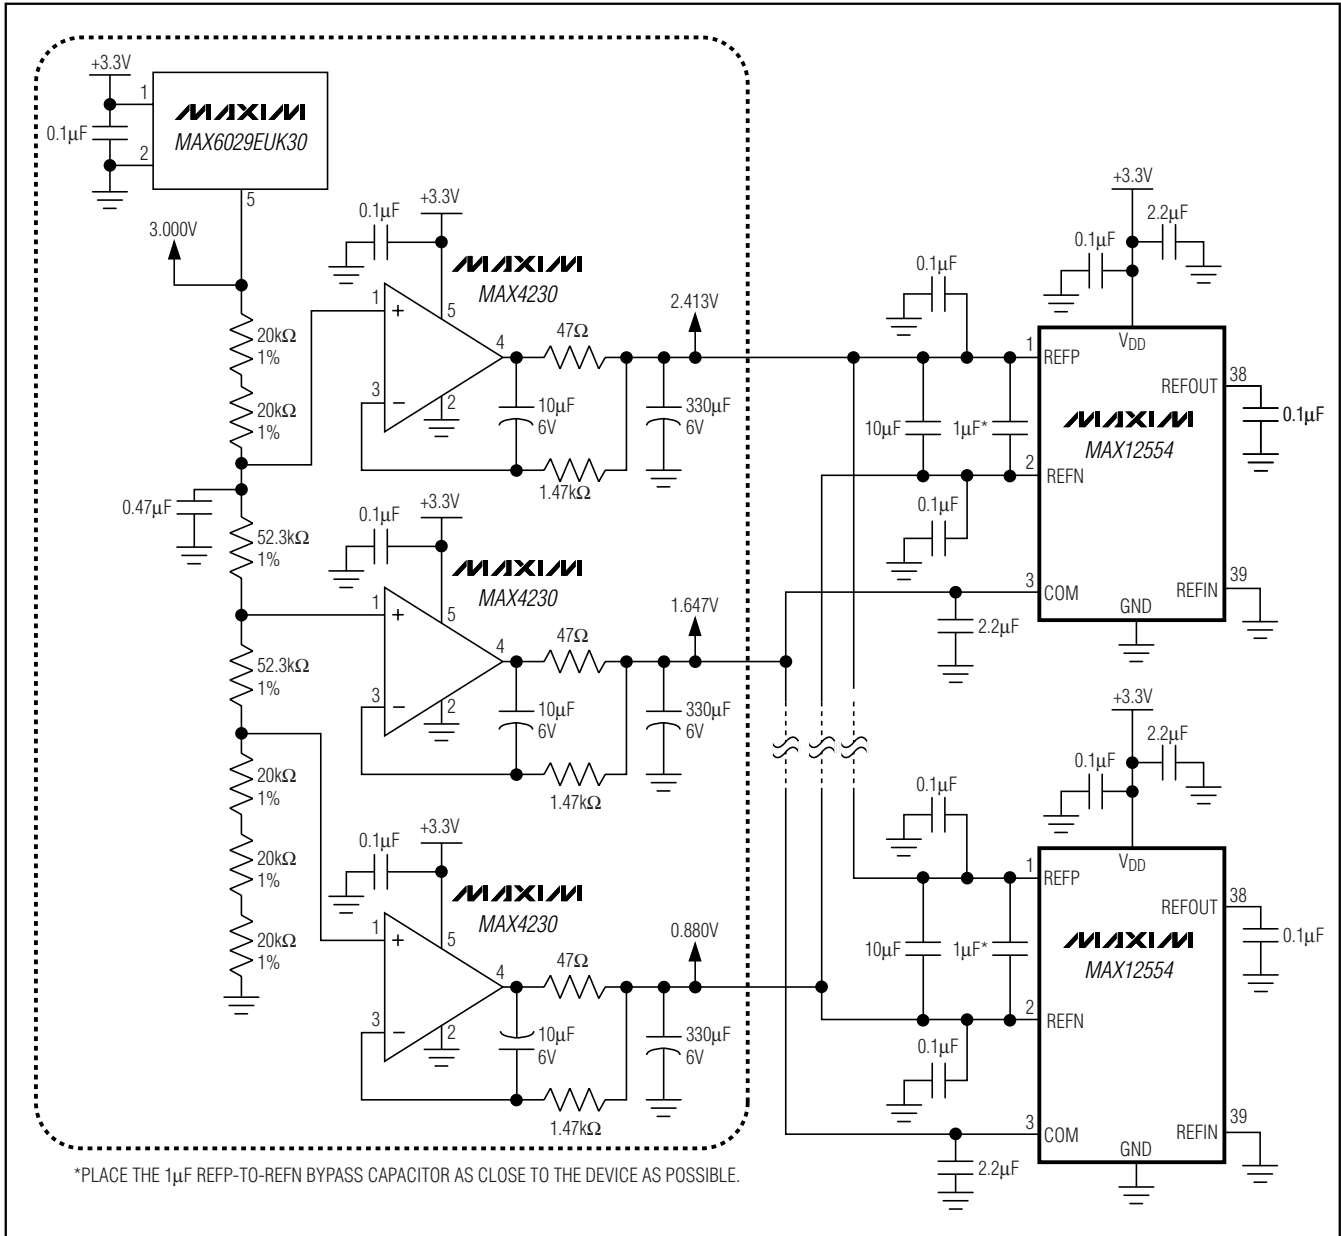 +3.3V
1
MAXIM
MAX6029EUK30
0.1µF
2
5
3.000V
20kΩ
1%
20kΩ
1%
0.47µF
52.3kΩ
1%
52.3kΩ
1%
20kΩ
1%
20kΩ
1%
20kΩ
1%
+3.3V
0.1µF
MAXIM
MAX4230
1
+
5
4
3
−
2
47Ω
10µF
6V
1.47kΩ
330µF
6V
2.413V
+3.3V
0.1µF
MAXIM
MAX4230
1
+
5
4
3
−
2
47Ω
10µF
6V
1.47kΩ
330µF
6V
1.647V
+3.3V
0.1µF
MAXIM
MAX4230
1
+
5
4
3
−
2
47Ω
10µF
6V
1.47kΩ
330µF
6V
0.880V
+3.3V
2.2µF
0.1µF
0.1µF
1
REFP
VDD
REFOUT
38
0.1µF
10µF
1µF*
MAXIM
MAX12554
2
REFN
0.1µF
3
COM
2.2µF
GND
REFIN
39
+3.3V
2.2µF
0.1µF
0.1µF
1
REFP
VDD
REFOUT
38
0.1µF
10µF
1µF*
MAXIM
MAX12554
2
REFN
0.1µF
3
COM
2.2µF
GND
REFIN
39
*PLACE THE 1µF REFP-TO-REFN BYPASS CAPACITOR AS CLOSE TO THE DEVICE AS POSSIBLE.